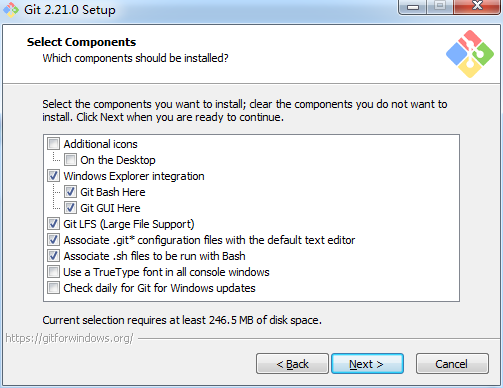 Git 2.21.0 Setup
Select Components
Which components should be installed?
Select the components you want to install; clear the components you do not want to
install. Click Next when you are ready to continue.
Additional icons
On the Desktop
Windows Explorer integration
Git Bash Here
Git GUI Here
Git LFS (Large File Support)
Associate .git* configuration files with the default text editor
Associate .sh files to be run with Bash
Use a TrueType font in all console windows
Check daily for Git for Windows updates
Current selection requires at least 246.5 MB of disk space.
https://gitforwindows.org/
< Back Next > Cancel